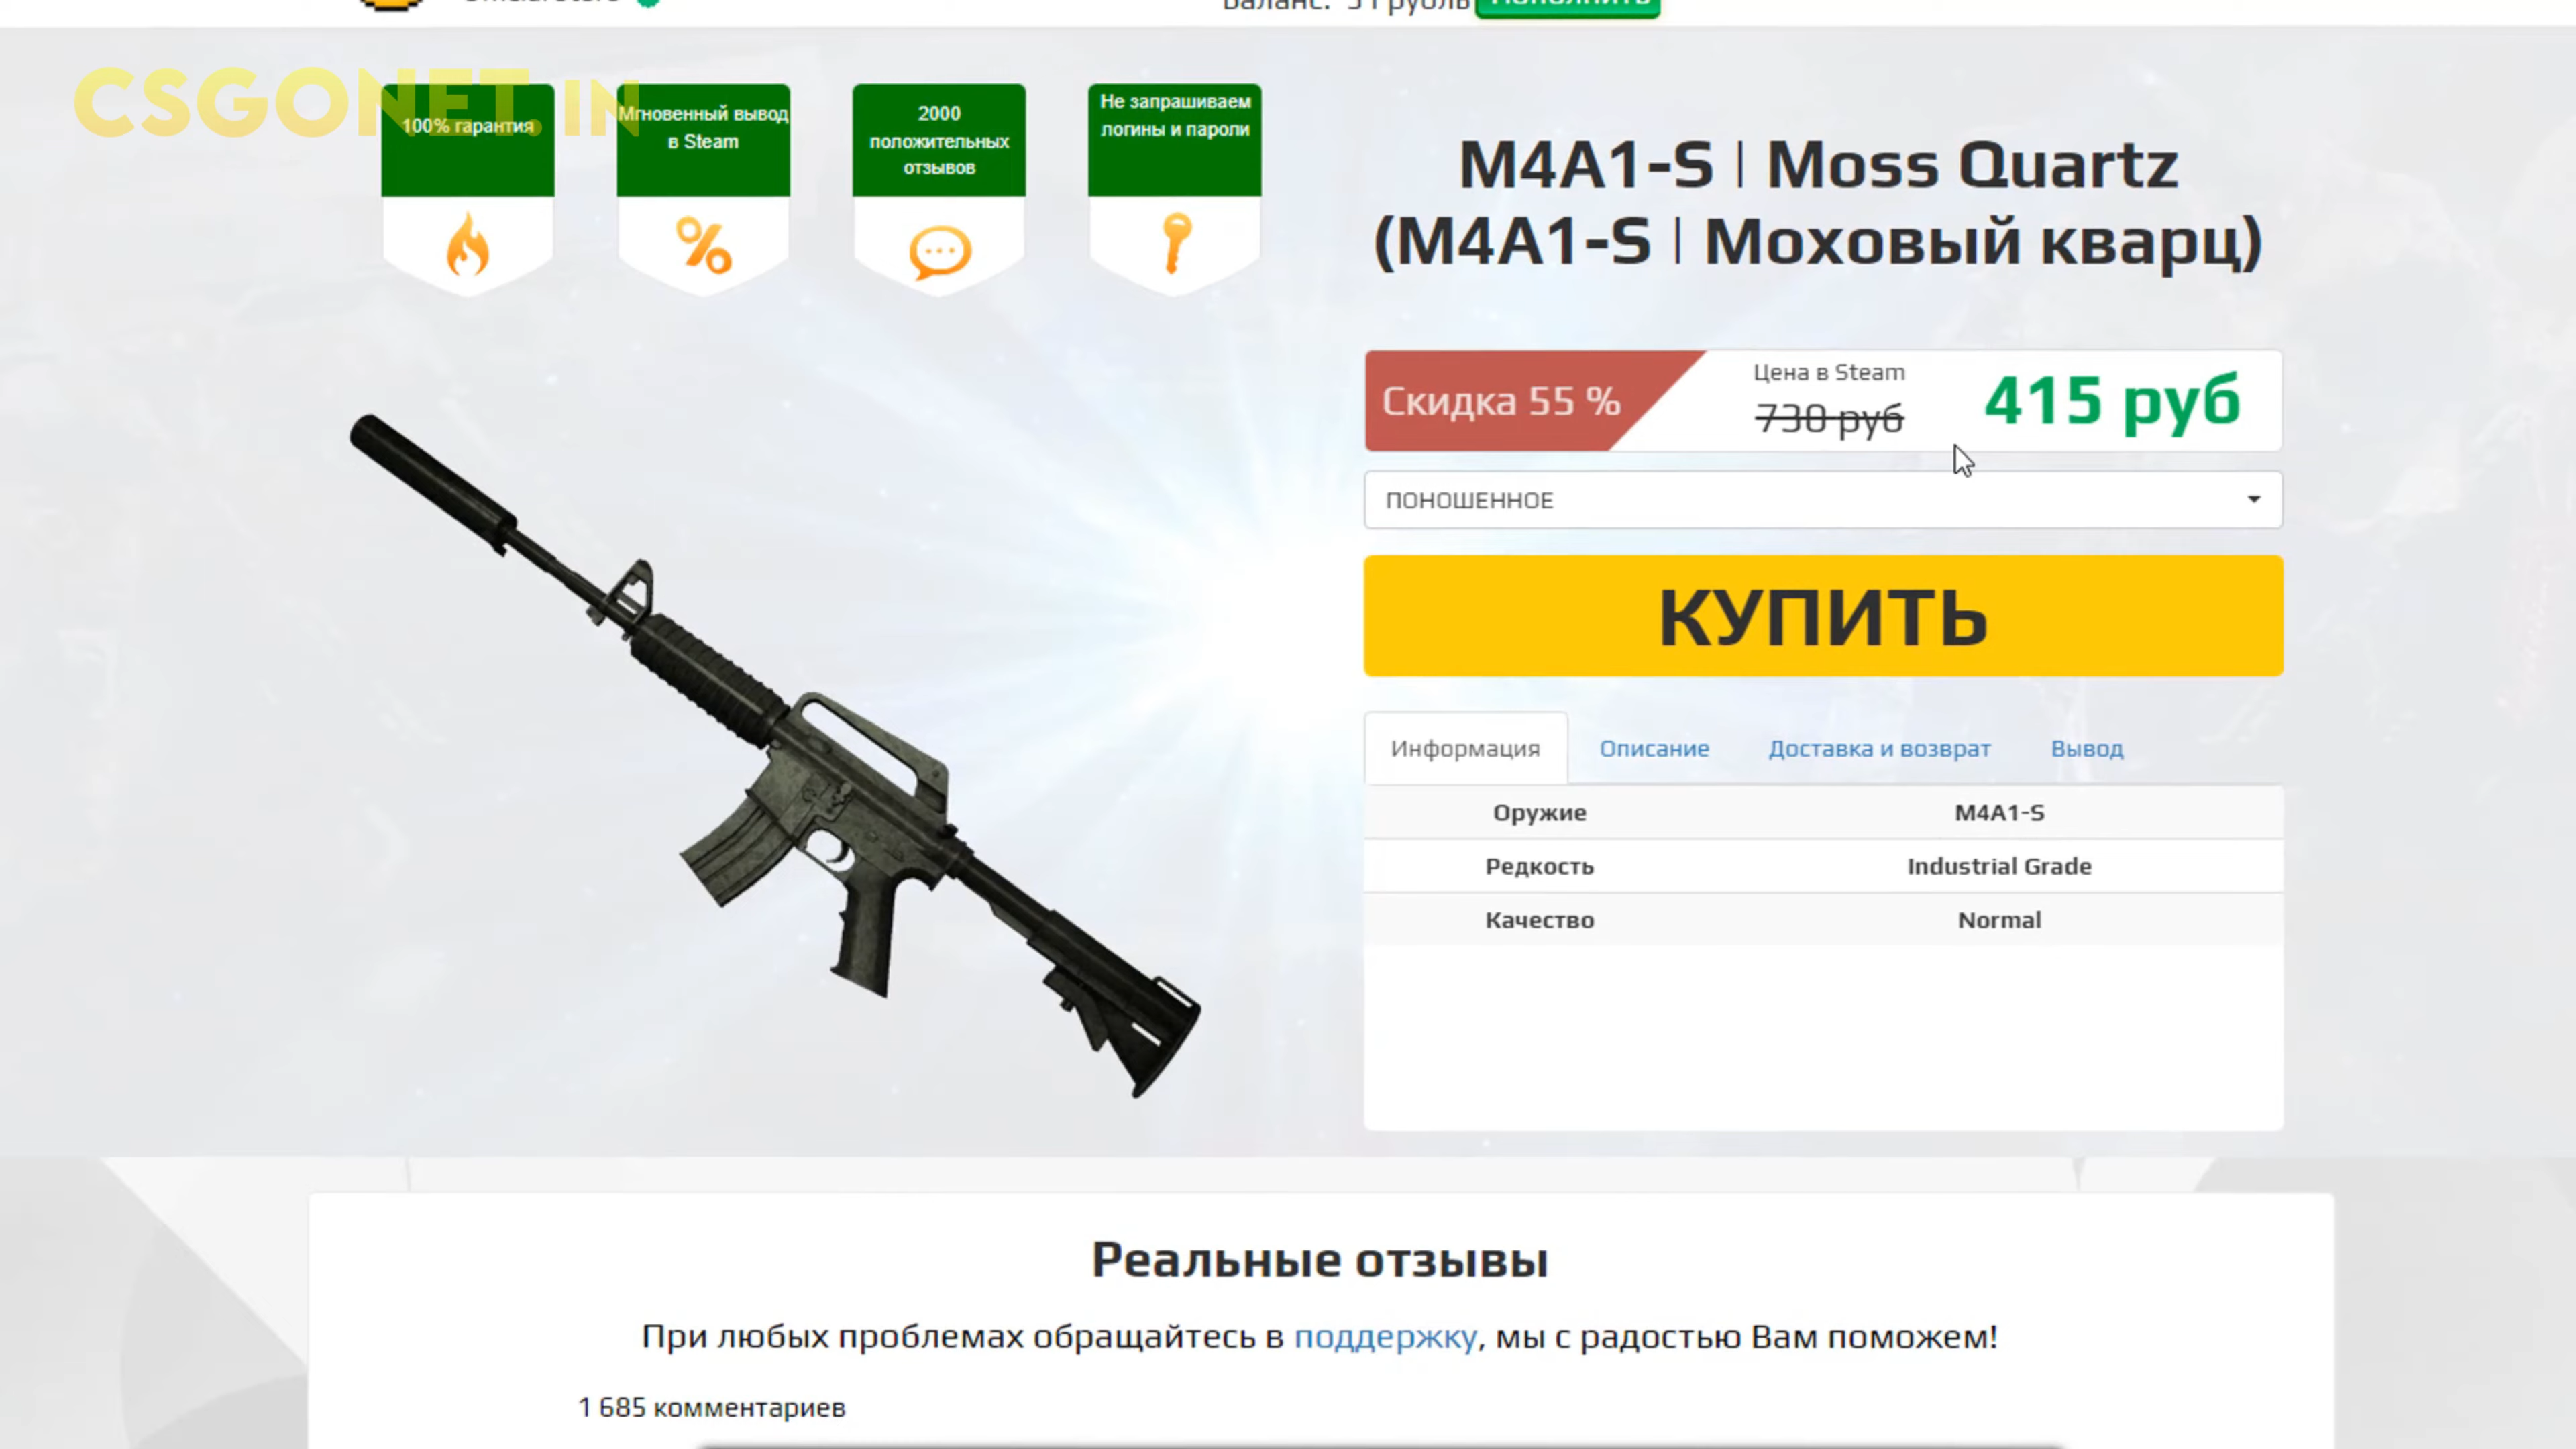 CSGONET.IN
100% гарантия
Мгновенный вывод
в Steam
2000
положительных
отзывов
Не запрашиваем
логины и пароли
M4A1-S | Moss Quartz
(M4A1-S | Моховый кварц)
Скидка 55 %
Цена в Steam
730 руб
415 руб
ПОНОШЕННОЕ
КУПИТЬ
Информация
Описание
Доставка и возврат
Вывод
Оружие
M4A1-S
Редкость
Industrial Grade
Качество
Normal
Реальные отзывы
При любых проблемах обращайтесь в поддержку, мы с радостью Вам поможем!
1 685 комментариев